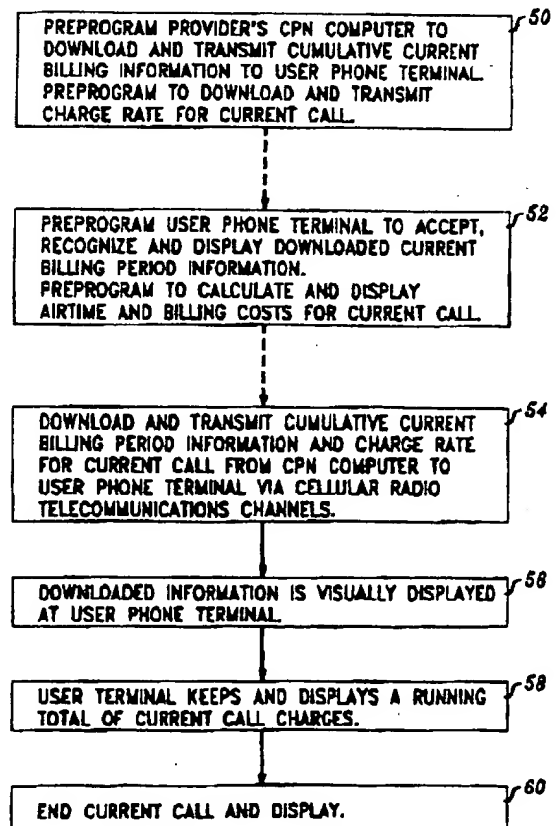 50
PREPROGRAM PROVIDER'S CPN COMPUTER TO
DOWNLOAD AND TRANSMIT CUMULATIVE CURRENT
BILLING INFORMATION TO USER PHONE TERMINAL.
PREPROGRAM TO DOWNLOAD AND TRANSMIT
CHARGE RATE FOR CURRENT CALL.
52
PREPROGRAM USER PHONE TERMINAL TO ACCEPT,
RECOGNIZE AND DISPLAY DOWNLOADED CURRENT
BILLING PERIOD INFORMATION.
PREPROGRAM TO CALCULATE AND DISPLAY
AIRTIME AND BILLING COSTS FOR CURRENT CALL.
54
DOWNLOAD AND TRANSMIT CUMULATIVE CURRENT
BILLING PERIOD INFORMATION AND CHARGE RATE
FOR CURRENT CALL FROM CPN COMPUTER TO
USER PHONE TERMINAL VIA CELLULAR RADIO
TELECOMMUNICATIONS CHANNELS.
56
DOWNLOADED INFORMATION IS VISUALLY DISPLAYED
AT USER PHONE TERMINAL.
58
USER TERMINAL KEEPS AND DISPLAYS A RUNNING
TOTAL OF CURRENT CALL CHARGES.
60
END CURRENT CALL AND DISPLAY.